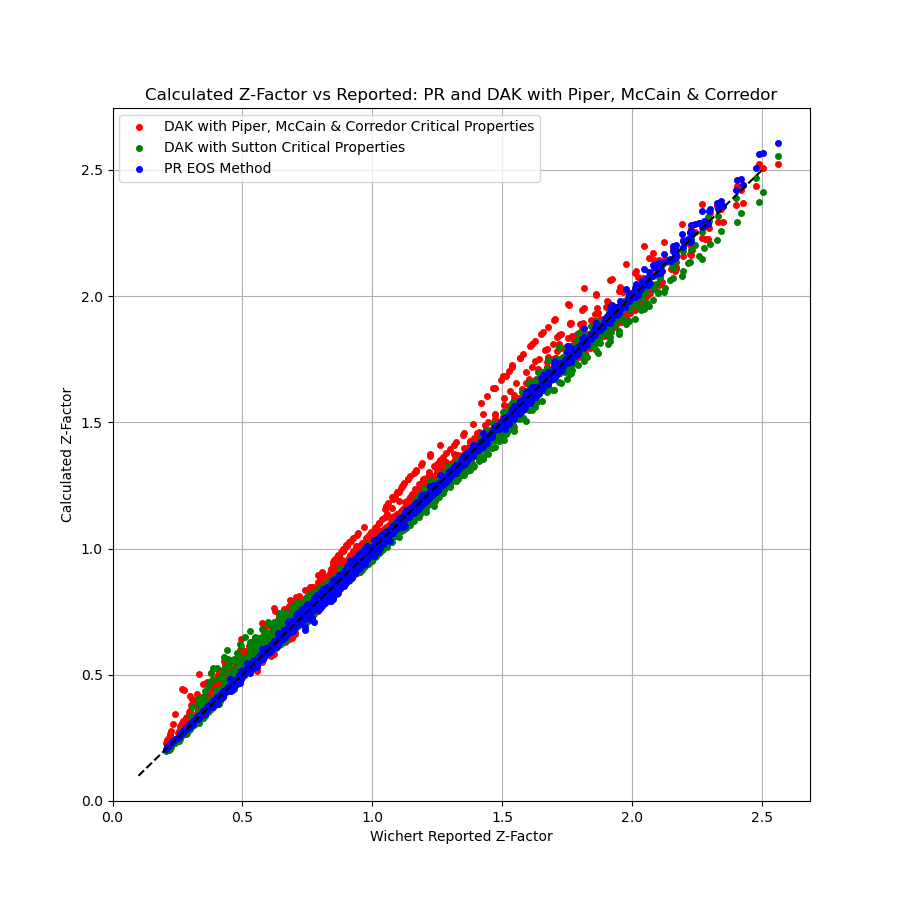 Calculated Z-Factor vs Reported: PR and DAK with Piper, McCain & Corredor
DAK with Piper, McCain & Corredor Critical Properties
DAK with Sutton Critical Properties
PR EOS Method
Calculated Z-Factor
2.5
2.0
1.5
1.0
0.5
0.0
0.0 0.5 1.0 1.5 2.0 2.5
Wichert Reported Z-Factor